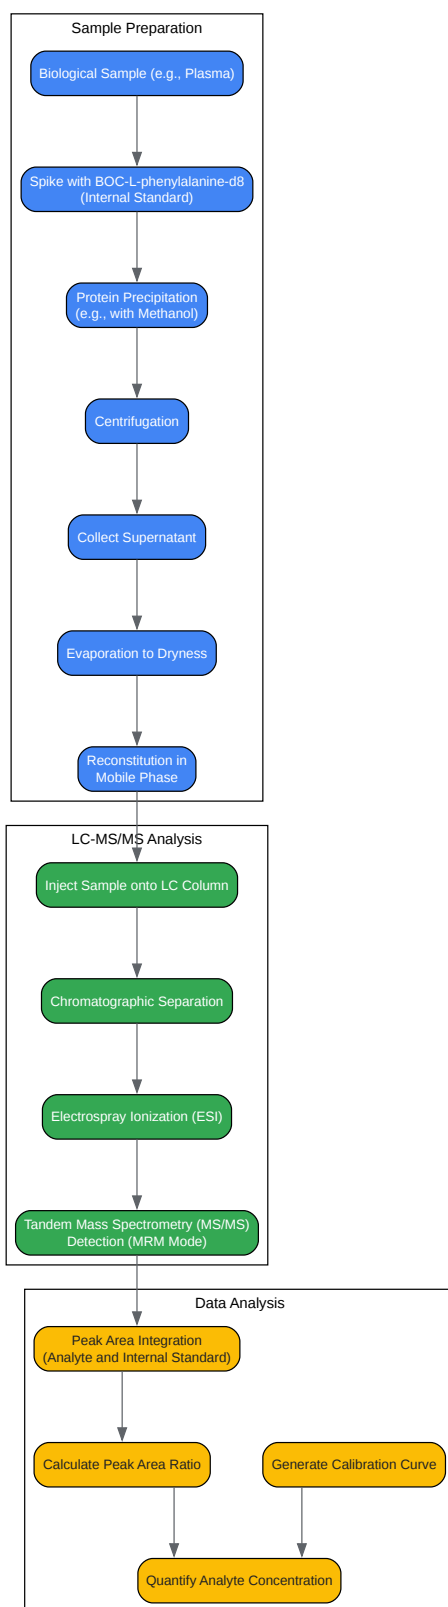 Sample Preparation
Biological Sample (e.g., Plasma)
Spike with BOC-L-phenylalanine-d8
(Internal Standard)
Protein Precipitation
(e.g., with Methanol)
Centrifugation
Collect Supernatant
Evaporation to Dryness
Reconstitution in
Mobile Phase
LC-MS/MS Analysis
Inject Sample onto LC Column
Chromatographic Separation
Electrospray Ionization (ESI)
Tandem Mass Spectrometry (MS/MS)
Detection (MRM Mode)
Data Analysis
Peak Area Integration
(Analyte and Internal Standard)
Calculate Peak Area Ratio
Generate Calibration Curve
Quantify Analyte Concentration